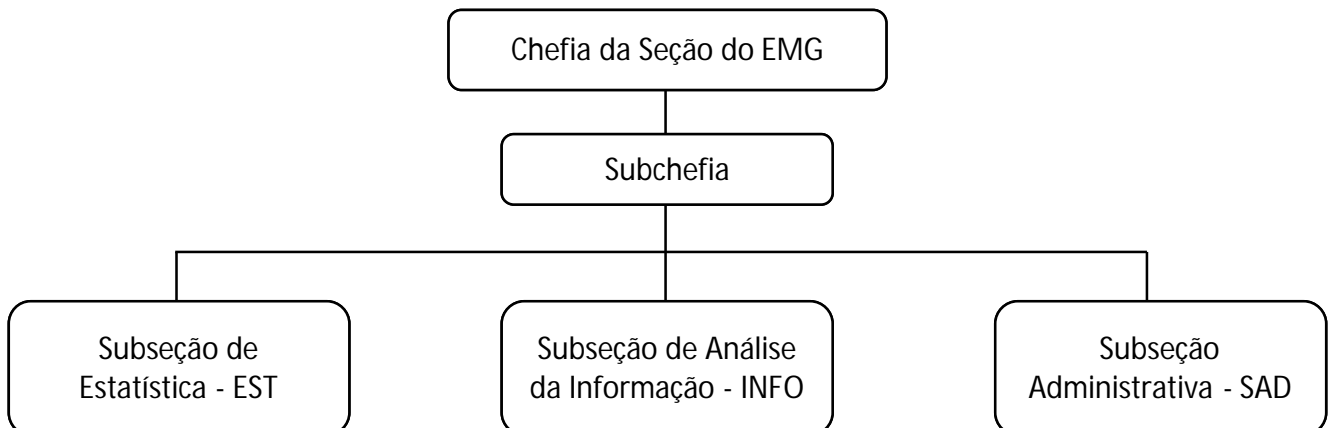 Chefia da Seção do EMG
Subchefia
Subseção de
Estatística - EST
Subseção de Análise
da Informação - INFO
Subseção
Administrativa - SAD